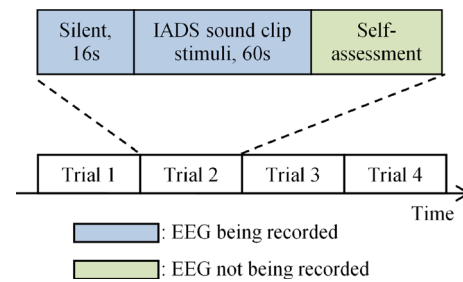 Silent,
16s
IADS sound clip
stimuli, 60s
Self-
assessment
Trial 1
Trial 2
Trial 3
Trial 4
Time
: EEG being recorded
: EEG not being recorded